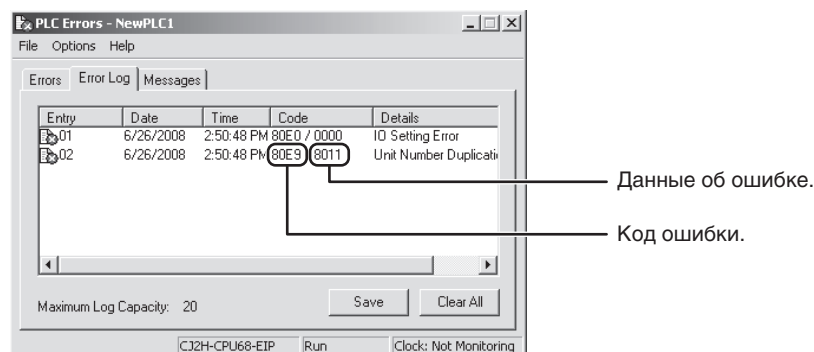 PLC Errors - NewPLC1
File Options Help
Errors Error Log Messages
Entry Date Time Code Details
01 6/26/2008 2:50:48 PM 80E0 / 0000 IO Setting Error
02 6/26/2008 2:50:48 PM 80E9 8011 Unit Number Duplicati
Данные об ошибке.
Код ошибки.
Maximum Log Capacity: 20 Save Clear All
CJ2H-CPU68-EIP Run Clock: Not Monitoring